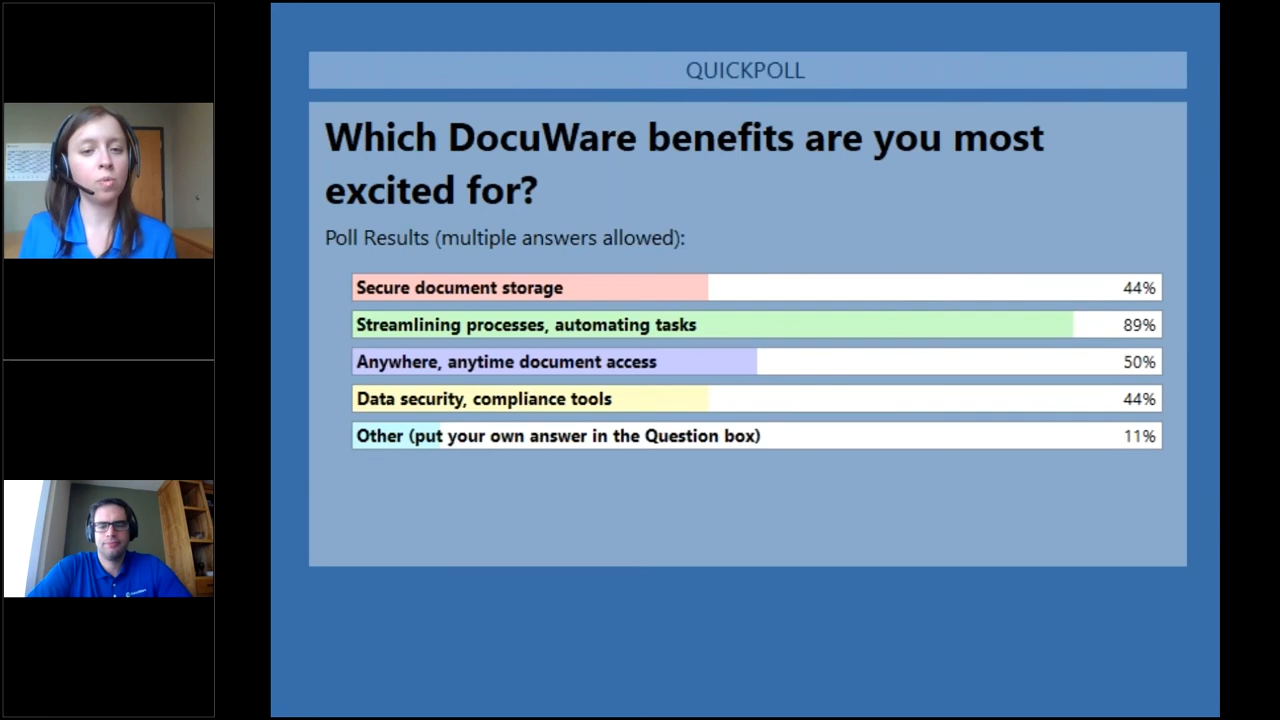 QUICKPOLL
Which DocuWare benefits are you most
excited for?
Poll Results (multiple answers allowed):
Secure document storage 44%
Streamlining processes, automating tasks 89%
Anywhere, anytime document access 50%
Data security, compliance tools 44%
Other (put your own answer in the Question box) 11%